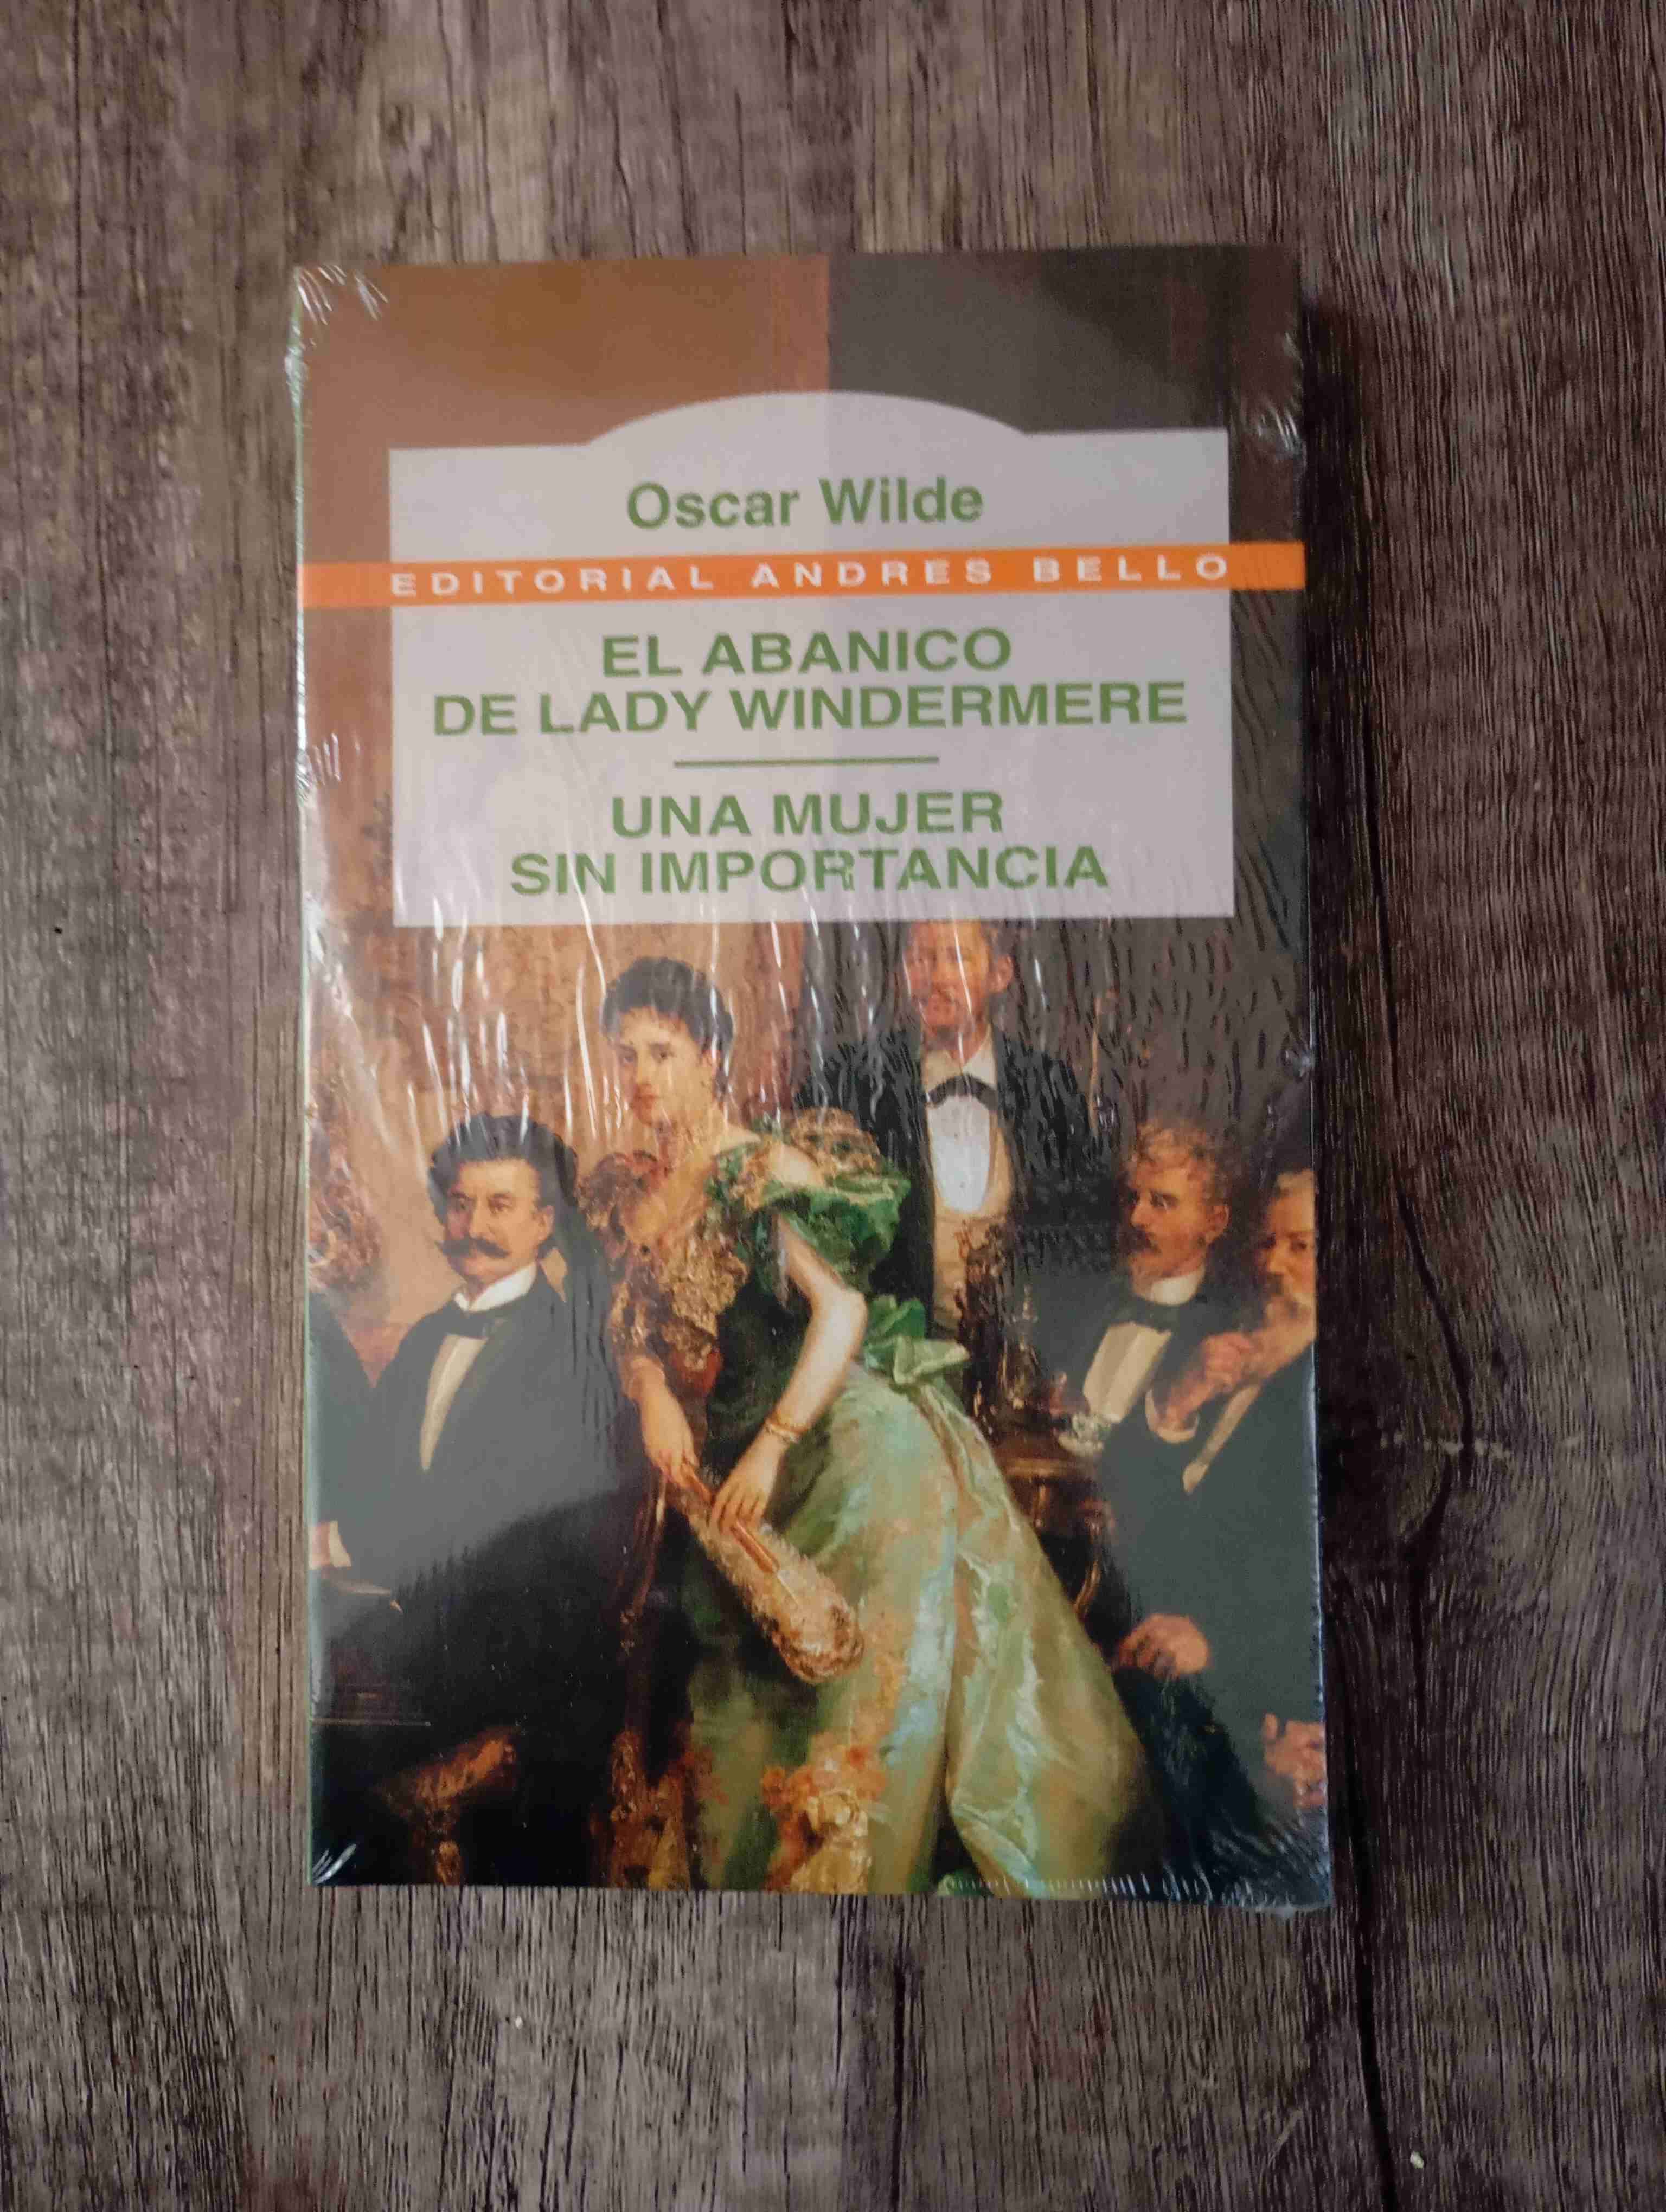 Oscar Wilde
EDITORIAL ANDRES BELLO
EL ABANICO
DE LADY WINDERMERE
UNA MUJER
SIN IMPORTANCIA